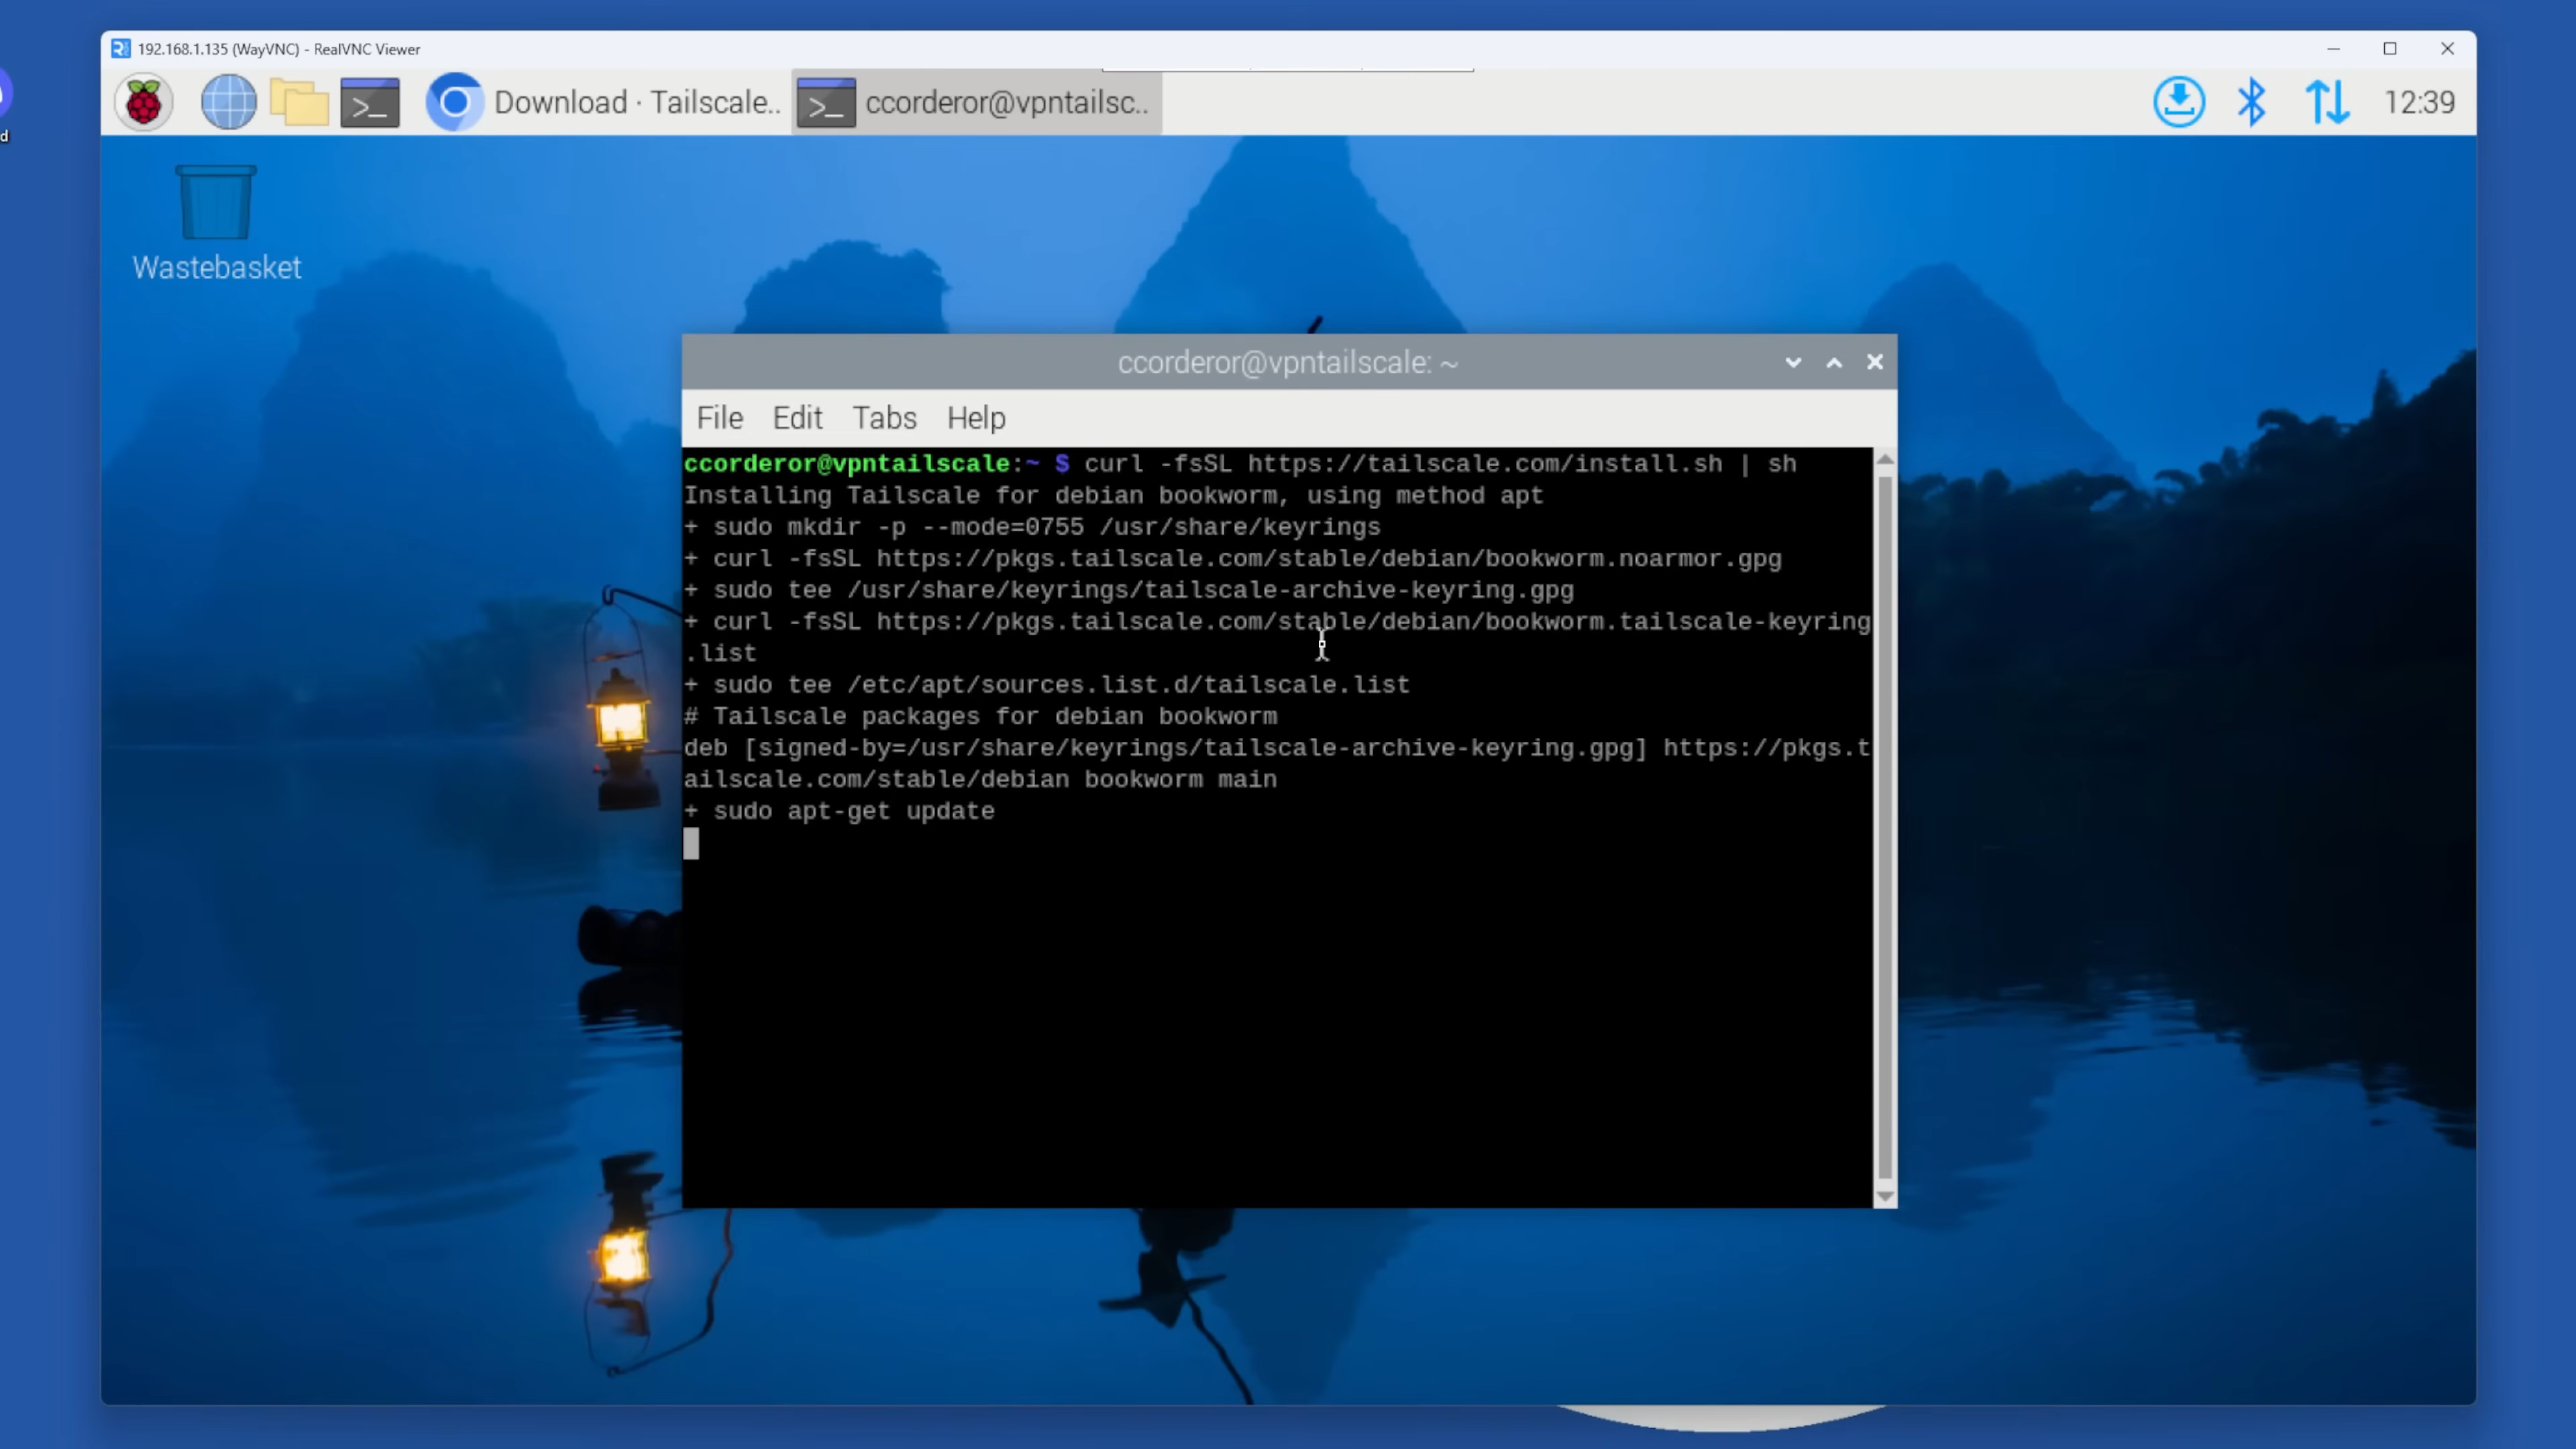 192.168.1.135 (WayVNC) - RealVNC Viewer
Download · Tailscale..
ccorderor@vpntailsc..
12:39
d
Wastebasket
ccorderor@vpntailscale: ~
File Edit Tabs Help
ccorderor@vpntailscale:~ $ curl -fsSL https://tailscale.com/install.sh | sh
Installing Tailscale for debian bookworm, using method apt
+ sudo mkdir -p --mode=0755 /usr/share/keyrings
+ curl -fsSL https://pkgs.tailscale.com/stable/debian/bookworm.noarmor.gpg
+ sudo tee /usr/share/keyrings/tailscale-archive-keyring.gpg
+ curl -fsSL https://pkgs.tailscale.com/stable/debian/bookworm.tailscale-keyring
.list
+ sudo tee /etc/apt/sources.list.d/tailscale.list
# Tailscale packages for debian bookworm
deb [signed-by=/usr/share/keyrings/tailscale-archive-keyring.gpg] https://pkgs.t
ailscale.com/stable/debian bookworm main
+ sudo apt-get update